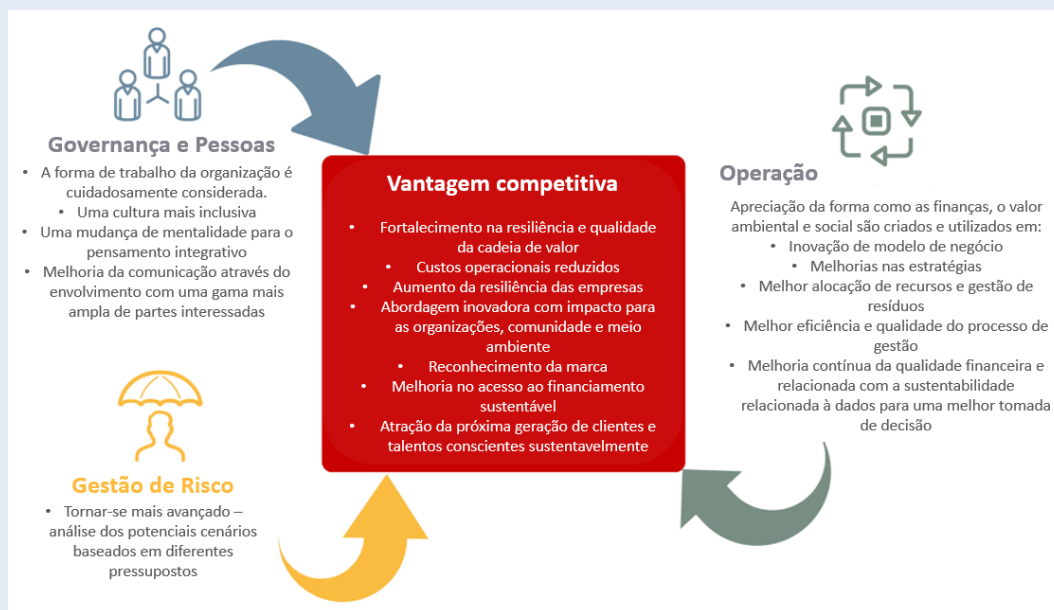 Governança e Pessoas
• A forma de trabalho da organização é
cuidadosamente considerada.
• Uma cultura mais inclusiva
• Uma mudança de mentalidade para o
pensamento integrativo
• Melhoria da comunicação através do
envolvimento com uma gama mais
ampla de partes interessadas
Gestão de Risco
• Tornar-se mais avançado –
análise dos potenciais cenários
baseados em diferentes
pressupostos
Vantagem competitiva
• Fortalecimento na resiliência e qualidade
da cadeia de valor
• Custos operacionais reduzidos
• Aumento da resiliência das empresas
• Abordagem inovadora com impacto para
as organizações, comunidade e meio
ambiente
• Reconhecimento da marca
• Melhoria no acesso ao financiamento
sustentável
• Atração da próxima geração de clientes e
talentos conscientes sustentavelmente
Operação
Apreciação da forma como as finanças, o valor
ambiental e social são criados e utilizados em:
• Inovação de modelo de negócio
• Melhorias nas estratégias
• Melhor alocação de recursos e gestão de
resíduos
• Melhor eficiência e qualidade do processo de
gestão
• Melhoria contínua da qualidade financeira e
relacionada com a sustentabilidade
relacionada à dados para uma melhor tomada
de decisão